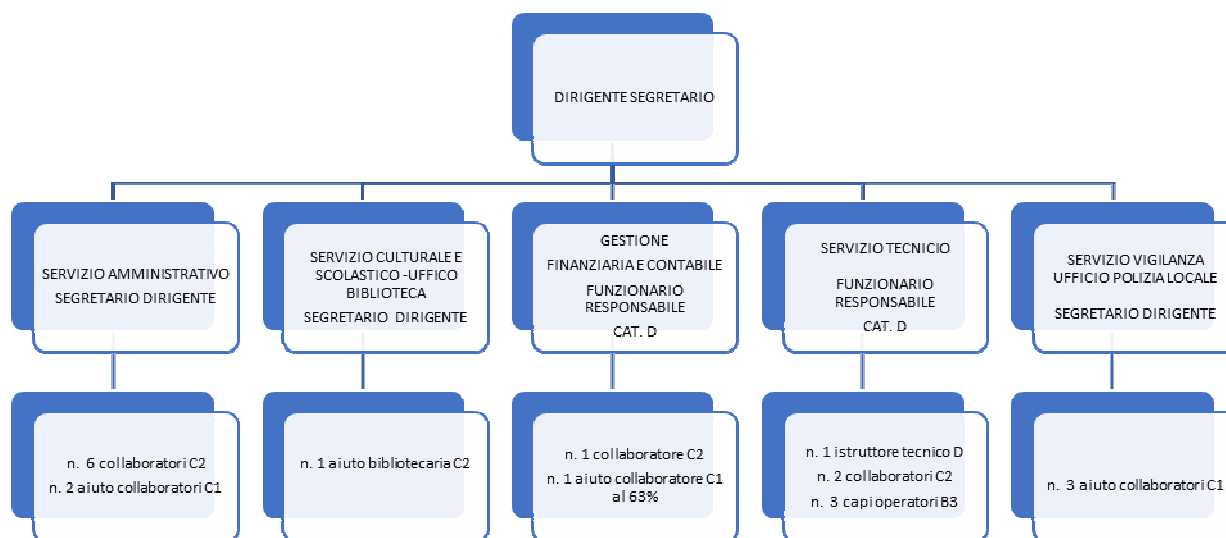 DIRIGENTE SEGRETARIO
SERVIZIO AMMINISTRATIVO
SEGRETARIO DIRIGENTE
SERVIZIO CULTURALE E
SCOLASTICO -UFFICO
BIBLIOTECA
SEGRETARIO DIRIGENTE
GESTIONE
FINANZIARIA E CONTABILE
FUNZIONARIO
RESPONSABILE
CAT. D
SERVIZIO TECNICIO
FUNZIONARIO
RESPONSABILE
CAT. D
SERVIZIO VIGILANZA
UFFICIO POLIZIA LOCALE
SEGRETARIO DIRIGENTE
n. 6 collaboratori C2
n. 2 aiuto collaboratori C1
n. 1 aiuto bibliotecaria C2
n. 1 collaboratore C2
n. 1 aiuto collaboratore C1
al 63%
n. 1 istruttore tecnico D
n. 2 collaboratori C2
n. 3 capi operatori B3
n. 3 aiuto collaboratori C1